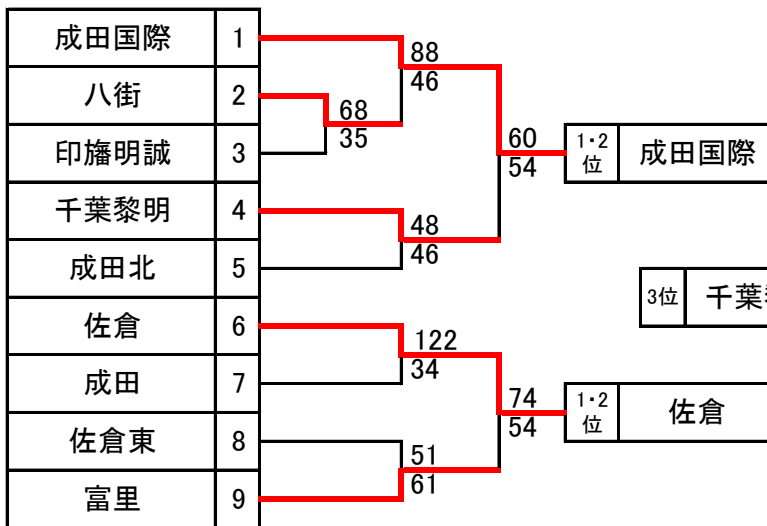 成田国際 1
八街 2
印旛明誠 3
千葉黎明 4
成田北 5
佐倉 6
成田 7
佐倉東 8
富里 9
88
46
68
35
48
46
122
34
51
61
60
54
74
54
1・2位 成田国際
3位 千葉
1・2位 佐倉